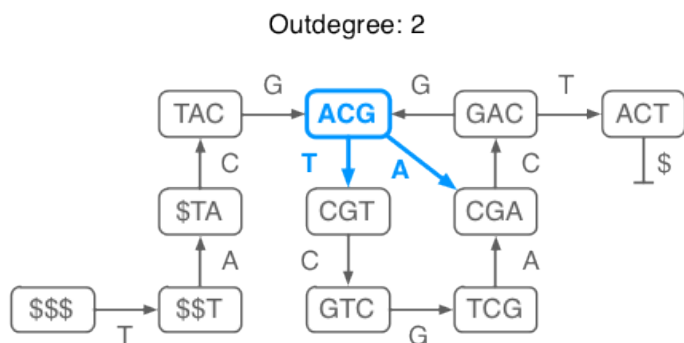 Outdegree: 2
G G T
TAC ACG GAC ACT
C T A C $
$TA CGT CGA
A C A
$$$ $$T GTC TCG
T G